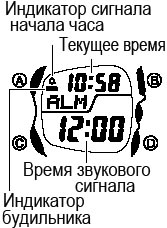 Индикатор сигнала
начала часа
Текущее время
A
B
10:58
ALM
12:00
C
D
Время звукового
сигнала
Индикатор
будильника